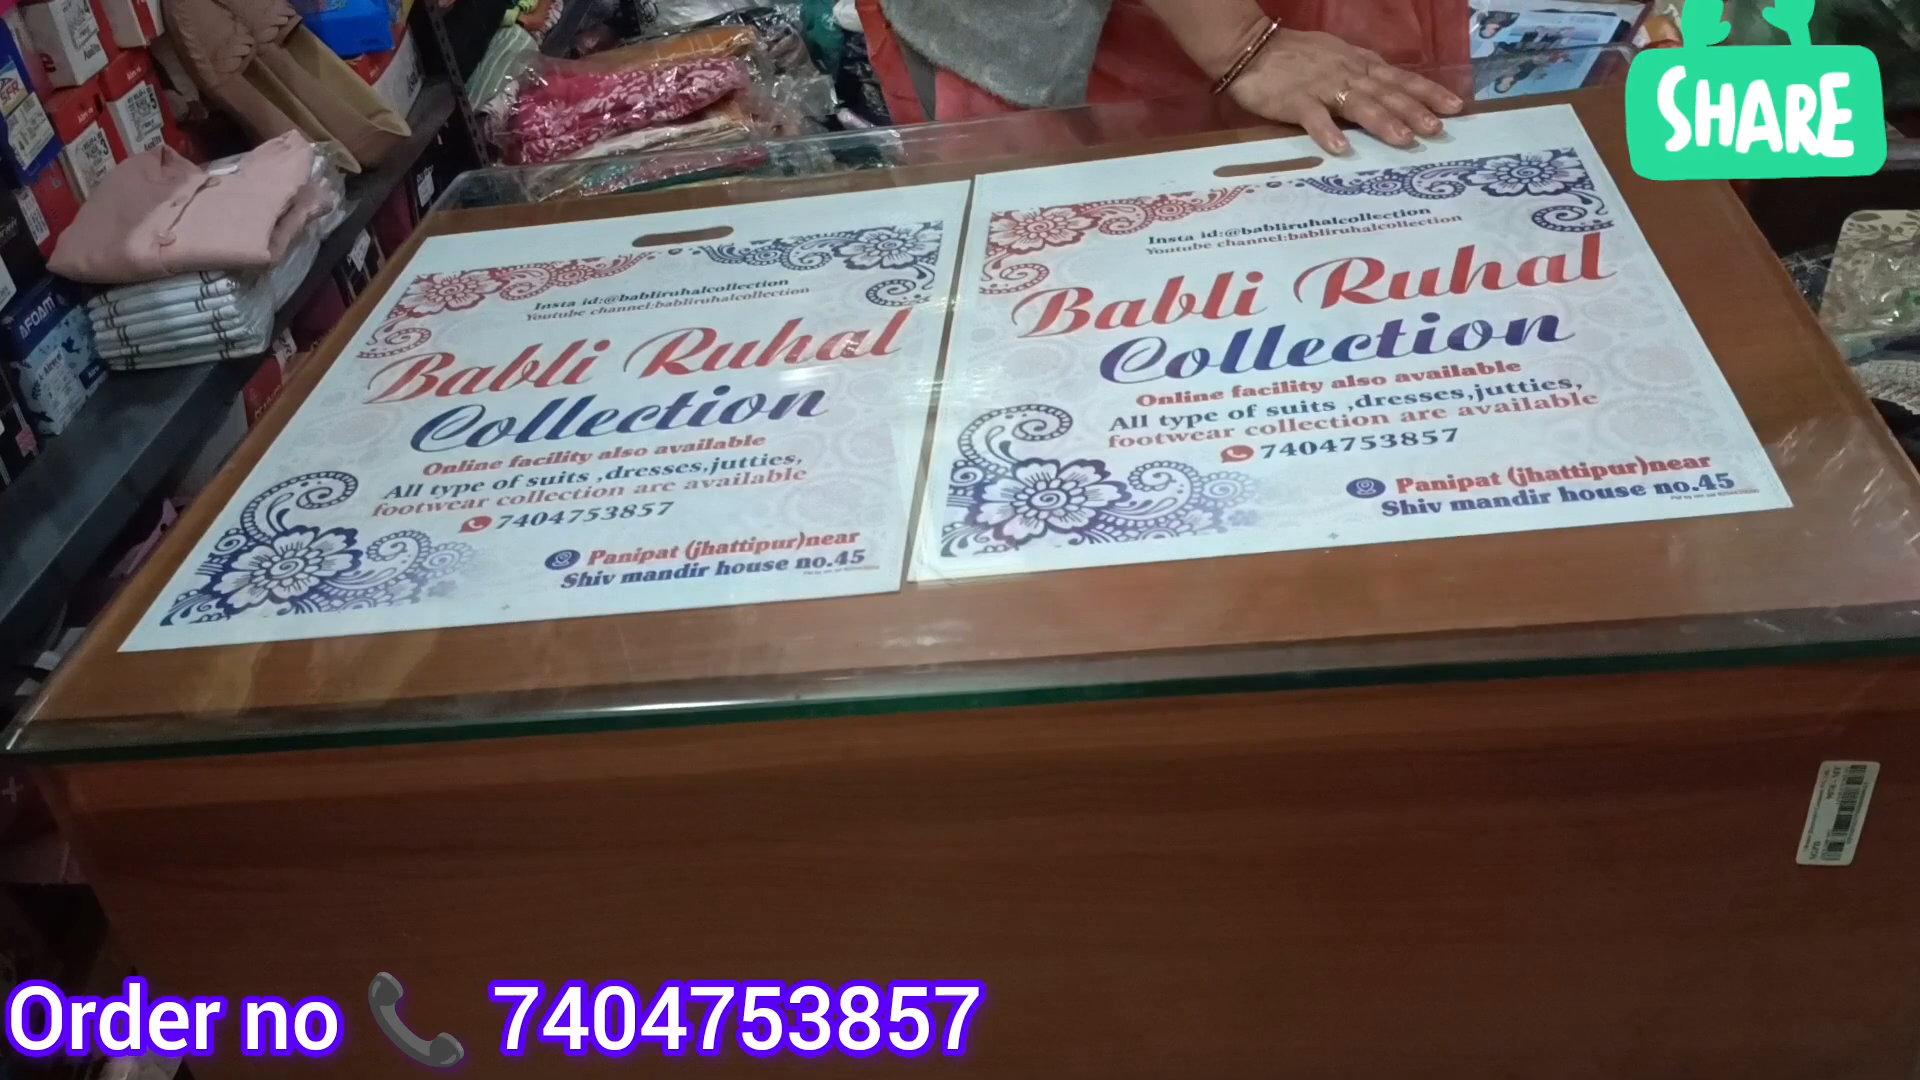 SHARE
Insta id:@babliruhalcollection
Youtube channel:babliruhalcollection
Babli Ruhal
Collection
Online facility also available
All type of suits ,dresses,jutties,
footwear collection are available
7404753857
Panipat (jhattipur)near
Shiv mandir house no.45
Insta id:@babliruhalcollection
Youtube channel:babliruhalcollection
Babli Ruhal
Collection
Online facility also available
All type of suits ,dresses,jutties,
footwear collection are available
7404753857
Panipat (jhattipur)near
Shiv mandir house no.45
AFOAM
Order no 7404753857